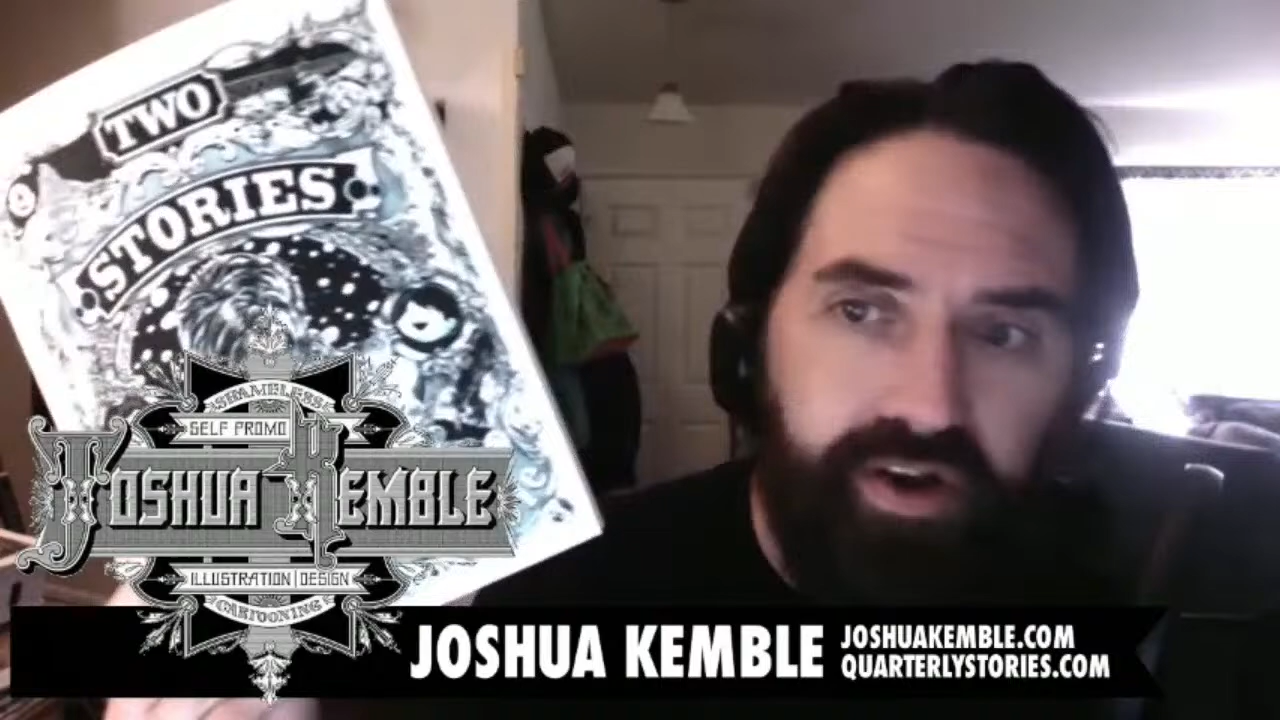 TWO
STORIES
SHAMELESS
SELF PROMO
JOSHUA KEMBLE
ILLUSTRATION | DESIGN
CARTOONING
JOSHUA KEMBLE
JOSHUAKEMBLE.COM
QUARTERLYSTORIES.COM